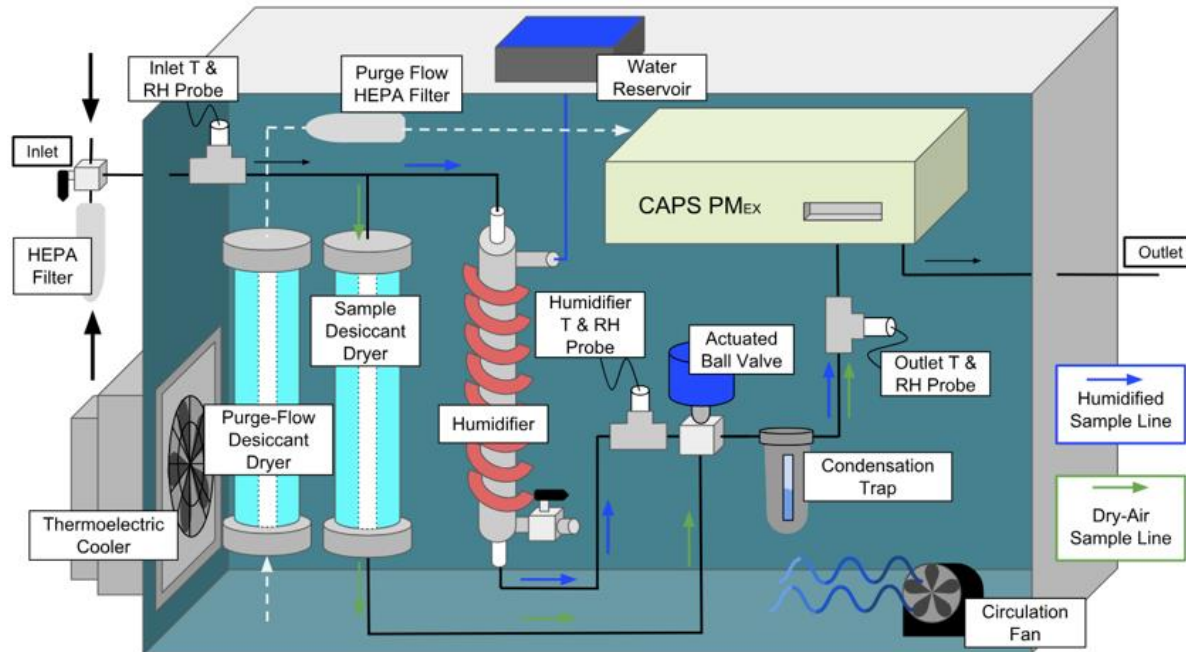 Inlet T &
RH Probe
Purge Flow
HEPA Filter
Water
Reservoir
Inlet
CAPS PMEX
HEPA
Filter
Outlet
Sample
Desiccant
Dryer
Humidifier
T & RH
Probe
Actuated
Ball Valve
Outlet T &
RH Probe
Humidified
Sample Line
Purge-Flow
Desiccant
Dryer
Humidifier
Condensation
Trap
Thermoelectric
Cooler
Dry-Air
Sample Line
Circulation
Fan